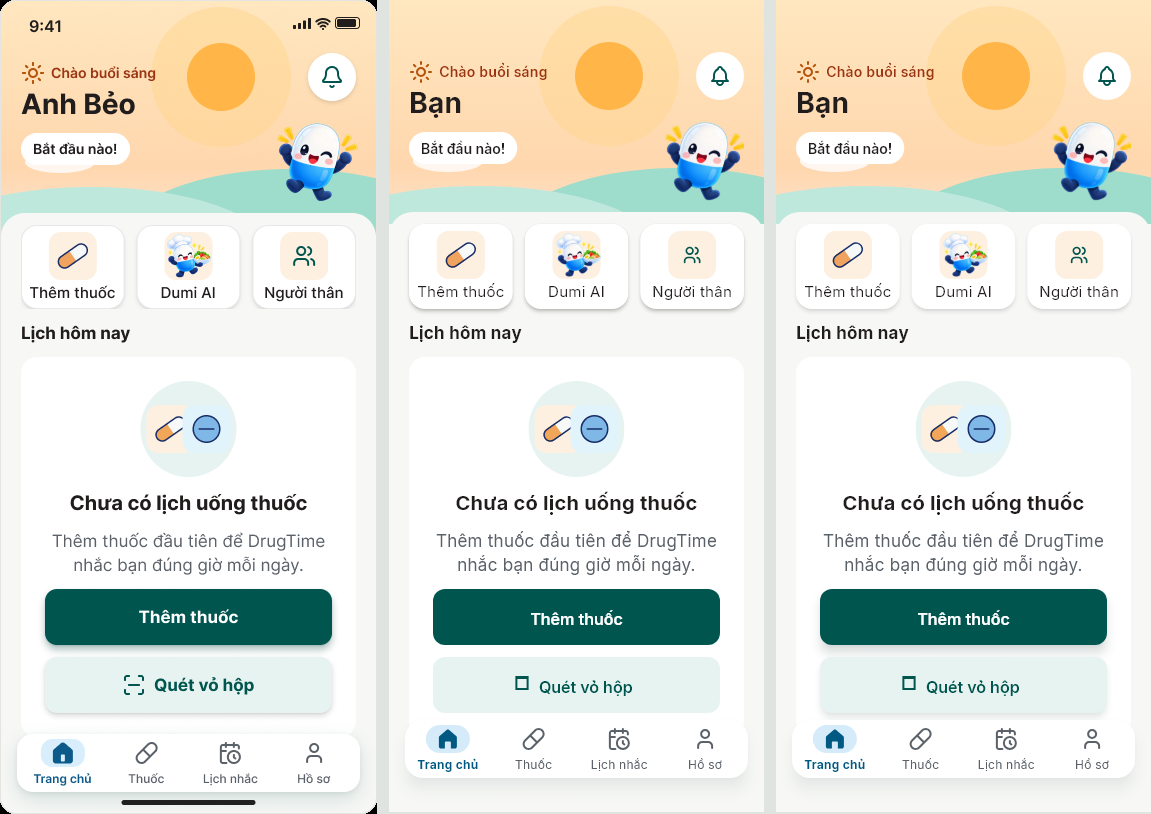 9:41
Chào buổi sáng
Anh Bẻo
Bắt đầu nào!
Thêm thuốc
Dumi AI
Người thân
Lịch hôm nay
Chưa có lịch uống thuốc
Thêm thuốc đầu tiên để DrugTime
nhắc bạn đúng giờ mỗi ngày.
Thêm thuốc
Quét vỏ hộp
Trang chủ
Thuốc
Lịch nhắc
Hồ sơ
Chào buổi sáng
Bạn
Bắt đầu nào!
Thêm thuốc
Dumi AI
Người thân
Lịch hôm nay
Chưa có lịch uống thuốc
Thêm thuốc đầu tiên để DrugTime
nhắc bạn đúng giờ mỗi ngày.
Thêm thuốc
Quét vỏ hộp
Trang chủ
Thuốc
Lịch nhắc
Hồ sơ
Chào buổi sáng
Bạn
Bắt đầu nào!
Thêm thuốc
Dumi AI
Người thân
Lịch hôm nay
Chưa có lịch uống thuốc
Thêm thuốc đầu tiên để DrugTime
nhắc bạn đúng giờ mỗi ngày.
Thêm thuốc
Quét vỏ hộp
Trang chủ
Thuốc
Lịch nhắc
Hồ sơ